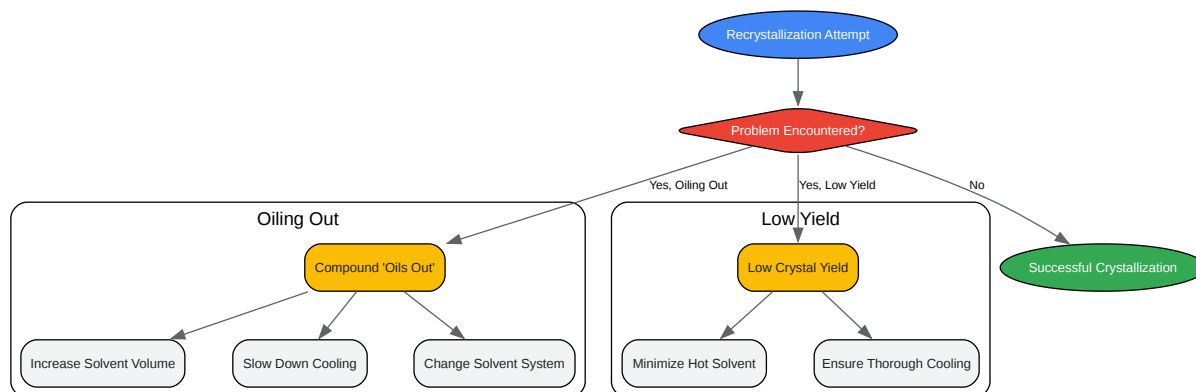 Recrystallization Attempt
Problem Encountered?
Yes, Oiling Out
Yes, Low Yield
No
Oiling Out
Low Yield
Compound 'Oils Out'
Low Crystal Yield
Successful Crystallization
Increase Solvent Volume
Slow Down Cooling
Change Solvent System
Minimize Hot Solvent
Ensure Thorough Cooling